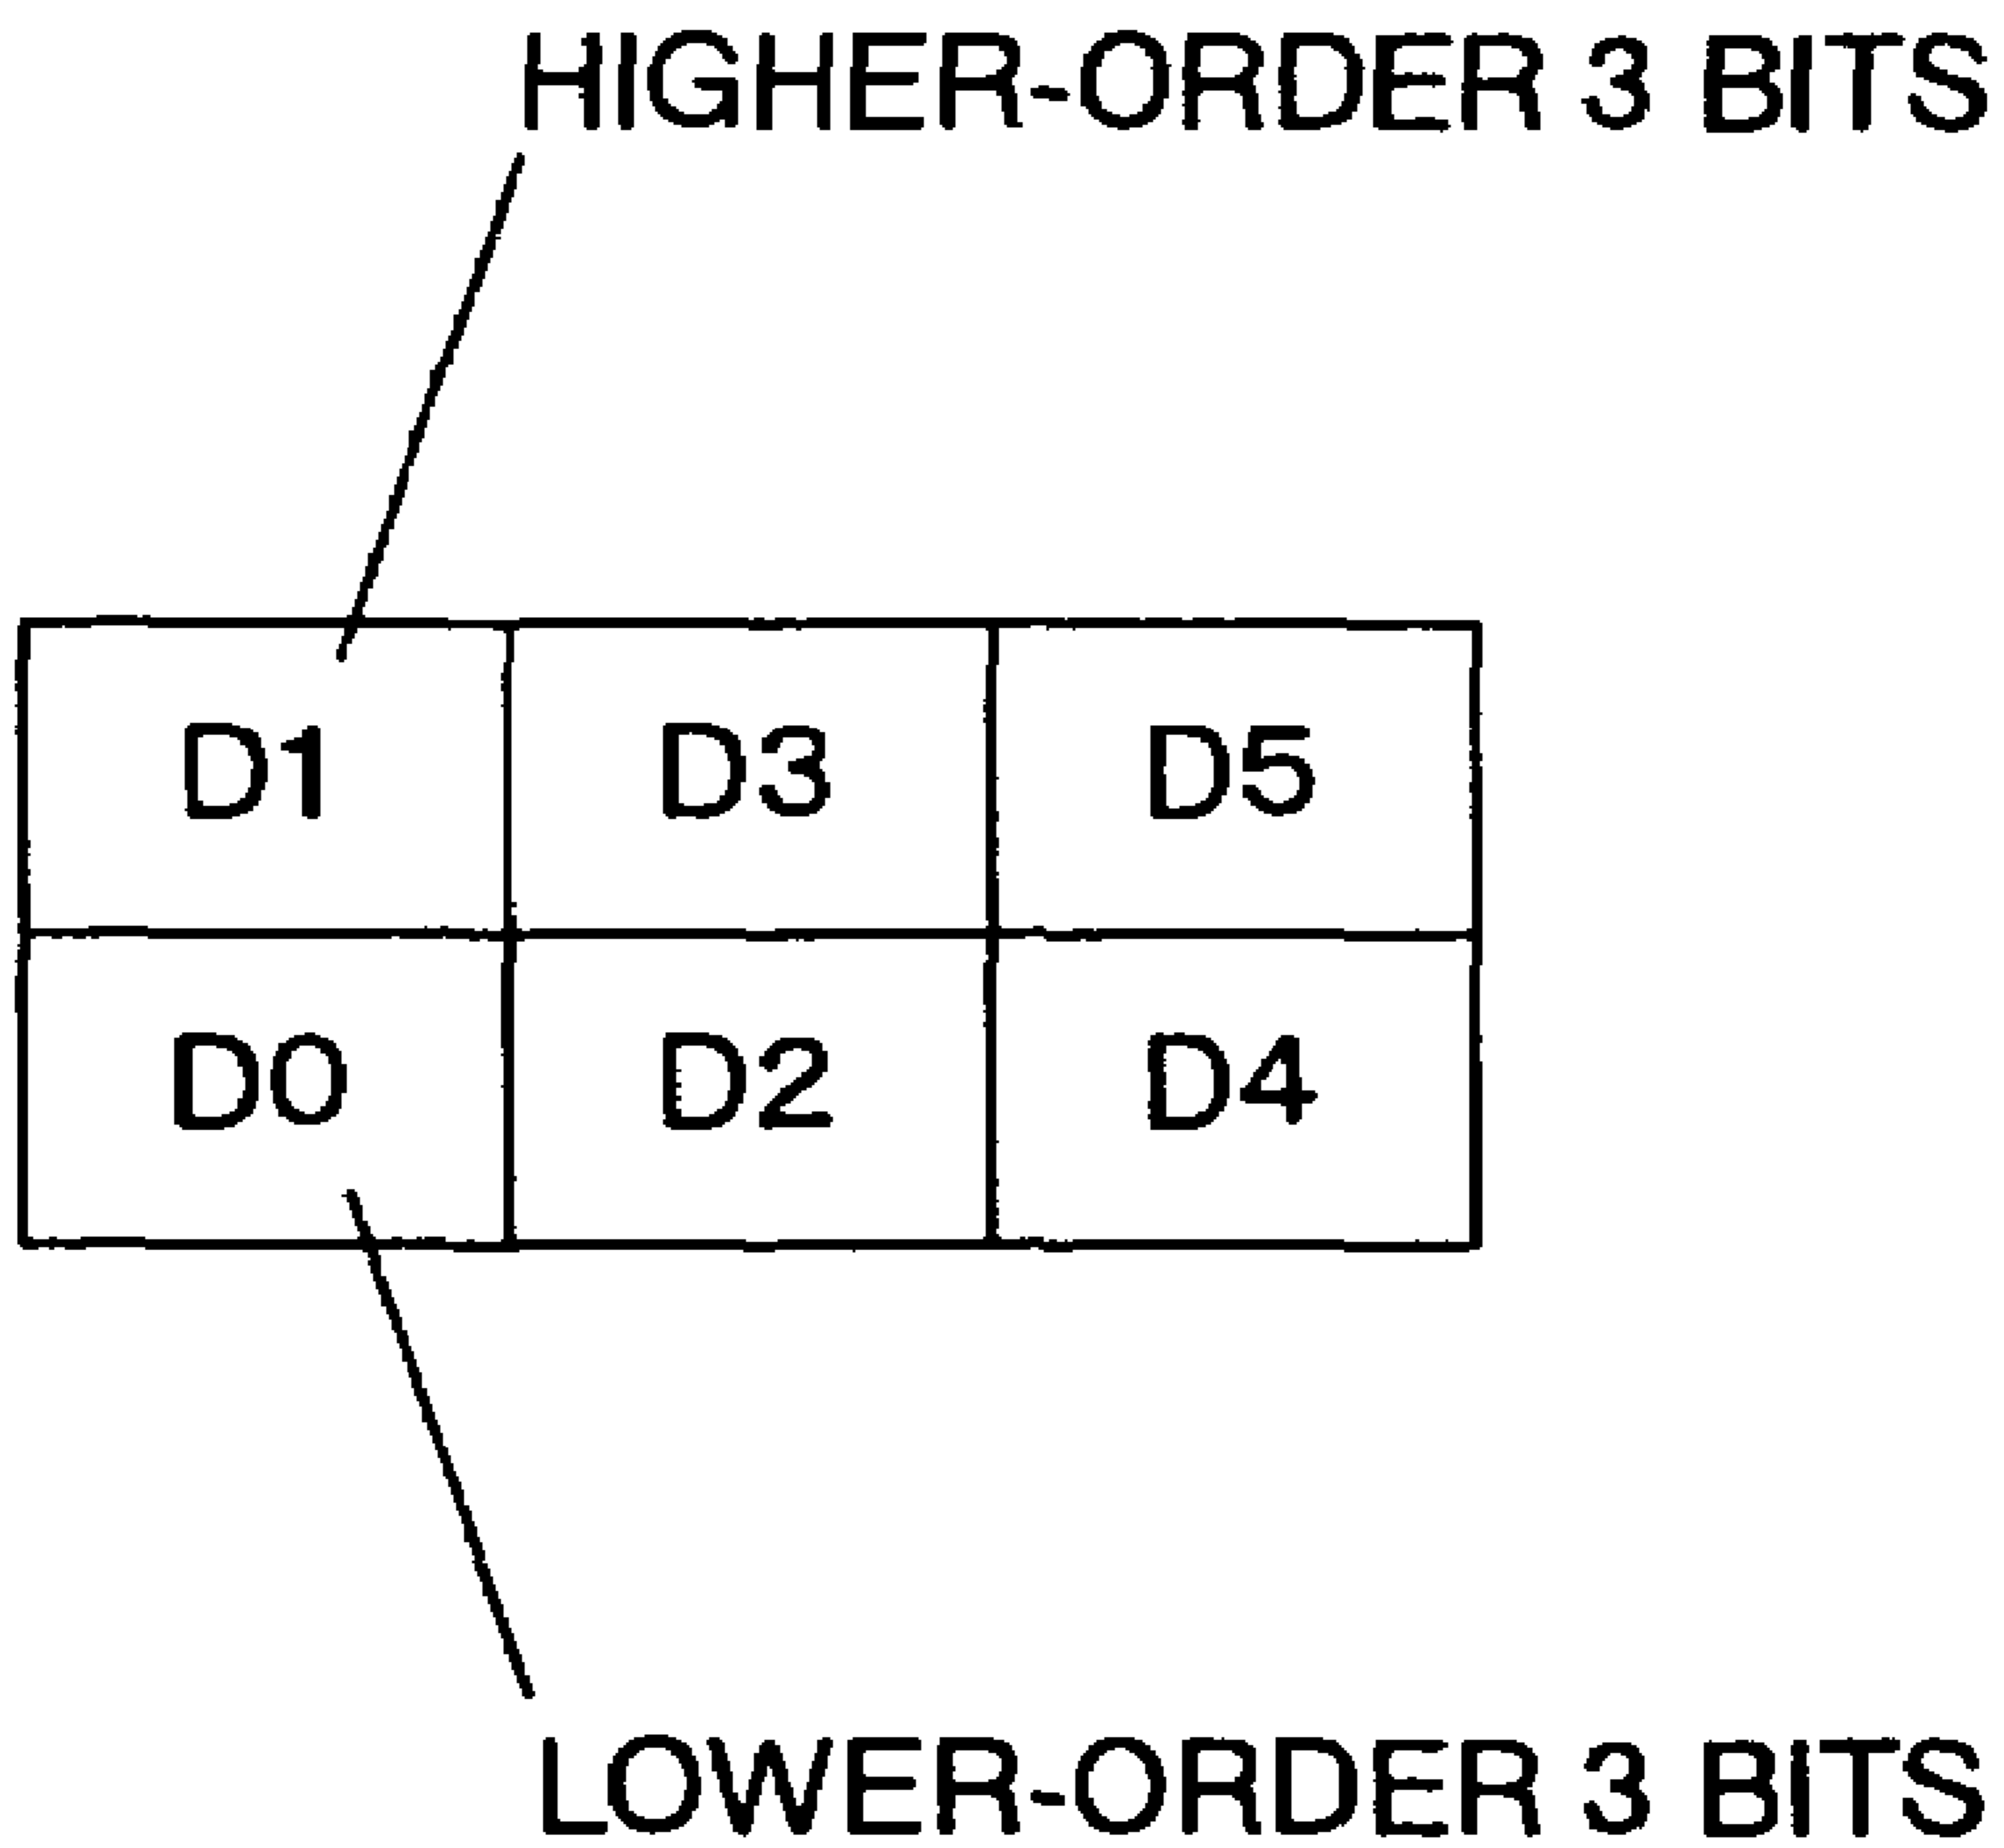 HIGHER-ORDER 3 BITS
D1 D3 D5
D0 D2 D4
LOWER-ORDER 3 BITS